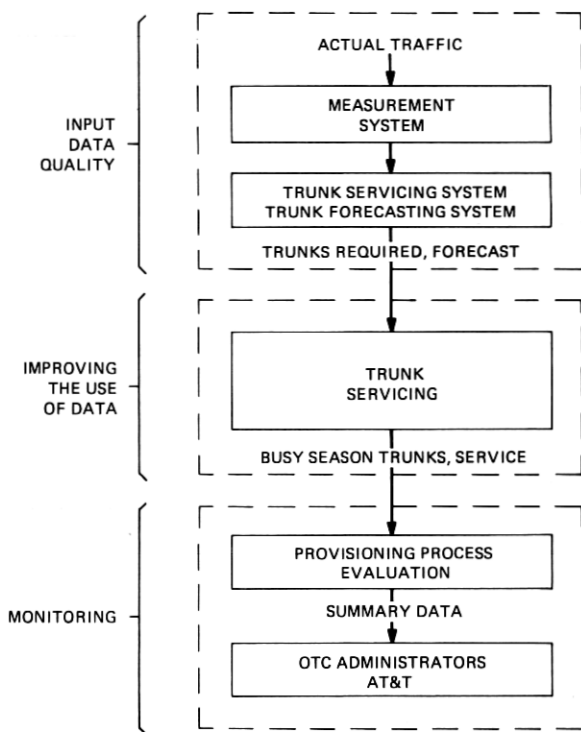 ACTUAL TRAFFIC
MEASUREMENT
SYSTEM
INPUT
DATA
QUALITY
TRUNK SERVICING SYSTEM
TRUNK FORECASTING SYSTEM
TRUNKS REQUIRED, FORECAST
IMPROVING
THE USE
OF DATA
TRUNK
SERVICING
BUSY SEASON TRUNKS, SERVICE
PROVISIONING PROCESS
EVALUATION
MONITORING
SUMMARY DATA
OTC ADMINISTRATORS
AT&T